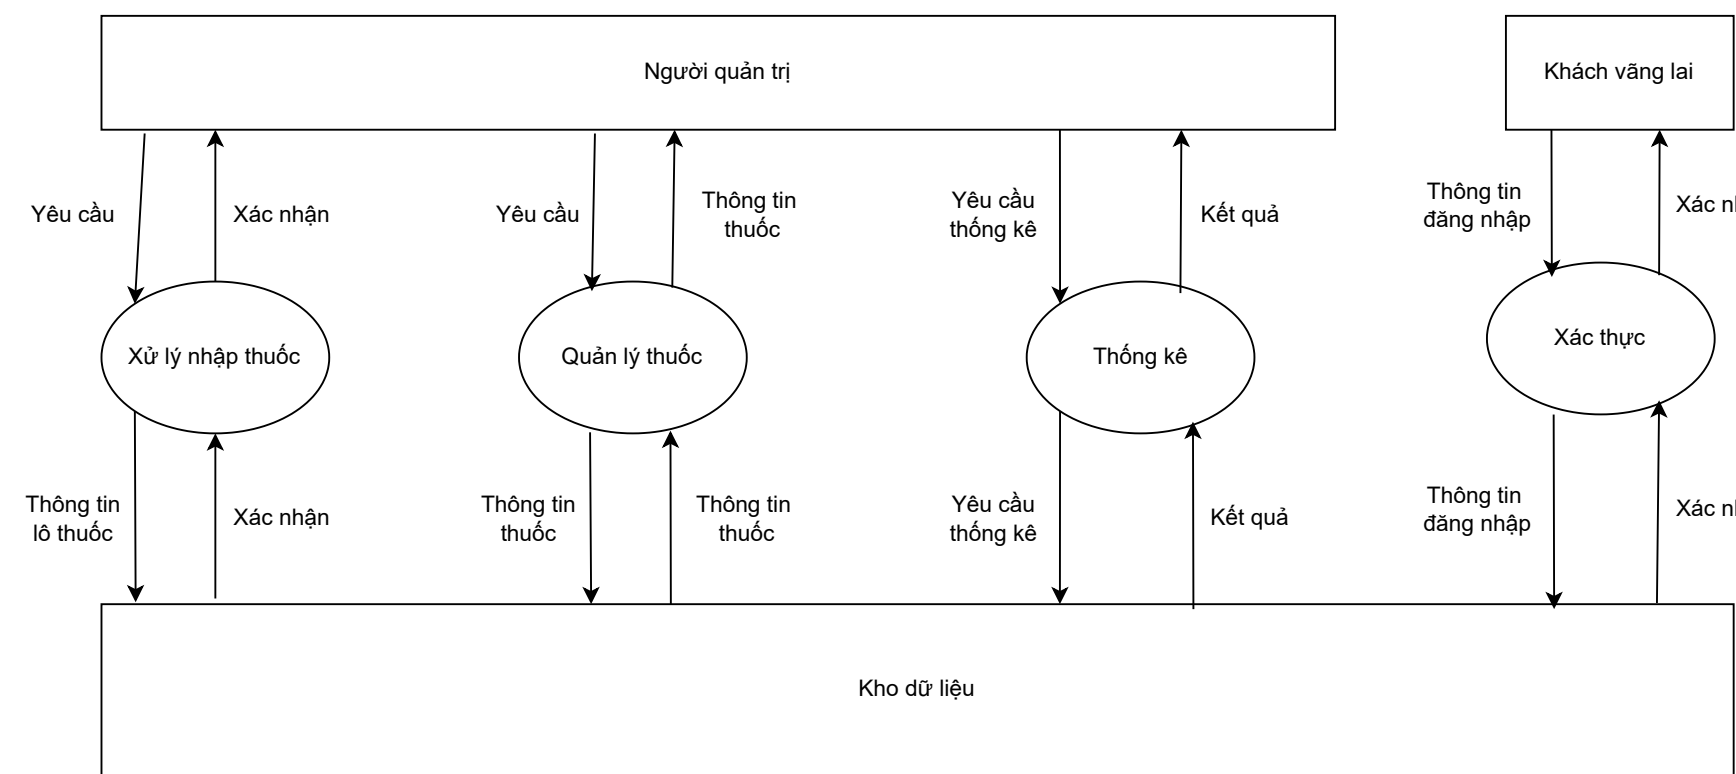 Người quản trị
Khách vãng lai
Yêu cầu
Xác nhận
Yêu cầu
Thông tin
thuốc
Yêu cầu
thống kê
Kết quả
Thông tin
đăng nhập
Xác
Xử lý nhập thuốc
Quản lý thuốc
Thống kê
Xác thực
Thông tin
lô thuốc
Xác nhận
Thông tin
thuốc
Thông tin
thuốc
Yêu cầu
thống kê
Kết quả
Thông tin
đăng nhập
Xác
Kho dữ liệu